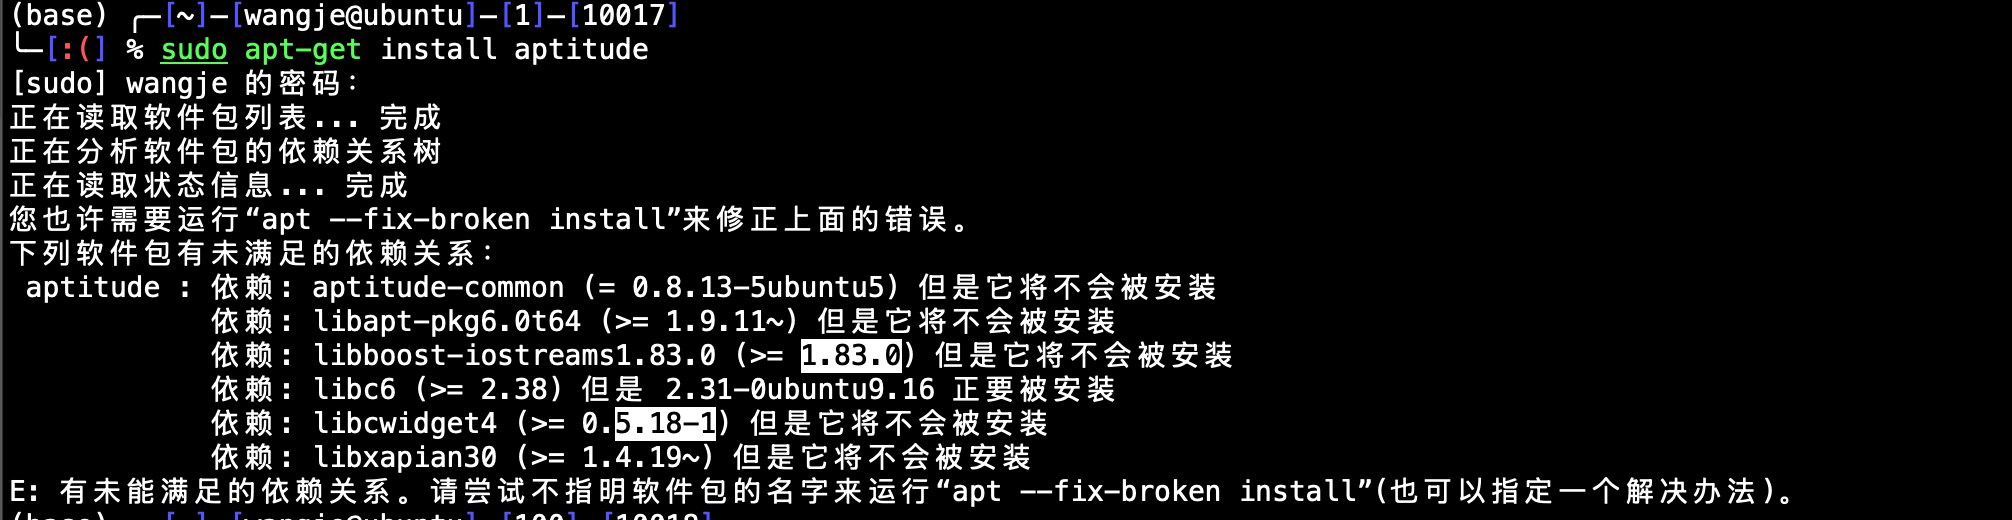 (base) ┌─[~]─[wangje@ubuntu]─[1]─[10017]
└─[:(] % sudo apt-get install aptitude
[sudo] wangje 的密码：
正在读取软件包列表... 完成
正在分析软件包的依赖关系树
正在读取状态信息... 完成
您也许需要运行“apt --fix-broken install”来修正上面的错误。
下列软件包有未满足的依赖关系：
aptitude : 依赖: aptitude-common (= 0.8.13-5ubuntu5) 但是它将不会被安装
依赖: libapt-pkg6.0t64 (>= 1.9.11~) 但是它将不会被安装
依赖: libboost-iostreams1.83.0 (>= 1.83.0) 但是它将不会被安装
依赖: libc6 (>= 2.38) 但是 2.31-0ubuntu9.16 正要被安装
依赖: libcwidget4 (>= 0.5.18-1) 但是它将不会被安装
依赖: libxapian30 (>= 1.4.19~) 但是它将不会被安装
E: 有未能满足的依赖关系。请尝试不指明软件包的名字来运行“apt --fix-broken install”(也可以指定一个解决办法)。
(base) ┌─[~]─[wangje@ubuntu]─[100]─[10018]